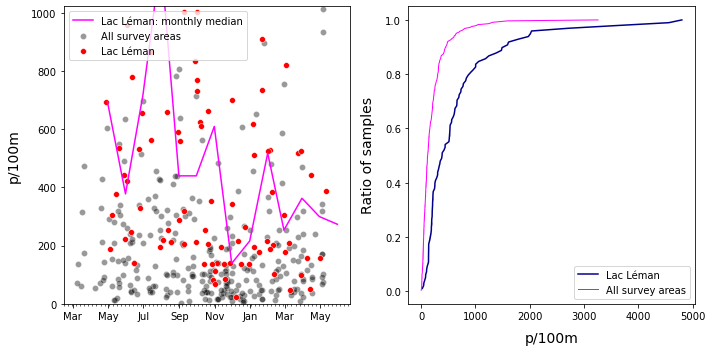 1000
800
600
400
200
0
p/100m
Lac Léman: monthly median
All survey areas
Lac Léman
Mar May Jul Sep Nov Jan Mar May
1.0
0.8
0.6
0.4
0.2
0.0
Ratio of samples
Lac Léman
All survey areas
0 1000 2000 3000 4000 5000
p/100m